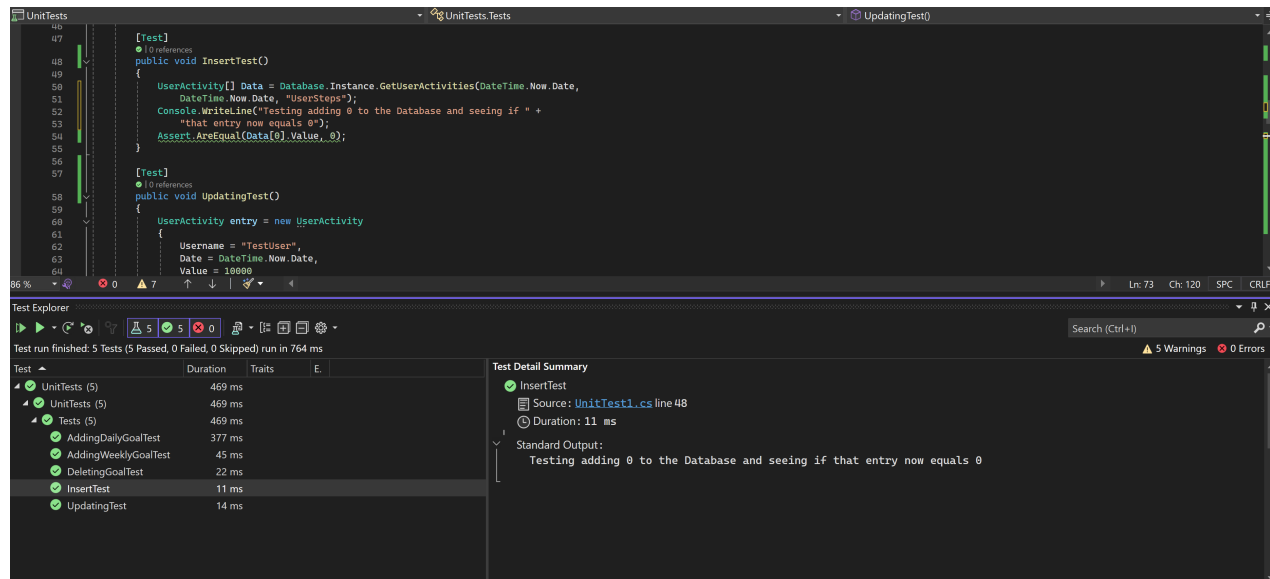 UnitTests UnitTests.Tests UpdatingTest()
46
47 [Test]
0 references
48 public void InsertTest()
49 {
50 UserActivity[] Data = Database.Instance.GetUserActivities(DateTime.Now.Date,
51 DateTime.Now.Date, "UserSteps");
52 Console.WriteLine("Testing adding 0 to the Database and seeing if " +
53 "that entry now equals 0");
54 Assert.AreEqual(Data[0].Value, 0);
55 }
56
57 [Test]
0 references
58 public void UpdatingTest()
59 {
60 UserActivity entry = new UserActivity
61 {
62 Username = "TestUser",
63 Date = DateTime.Now.Date,
64 Value = 10000
86 % 0 7 Ln: 73 Ch: 120 SPC CRLF
Test Explorer
5 5 0 Search (Ctrl+I)
Test run finished: 5 Tests (5 Passed, 0 Failed, 0 Skipped) run in 764 ms 5 Warnings 0 Errors
Test Duration Traits E.
UnitTests (5) 469 ms
UnitTests (5) 469 ms
Tests (5) 469 ms
AddingDailyGoalTest 377 ms
AddingWeeklyGoalTest 45 ms
DeletingGoalTest 22 ms
InsertTest 11 ms
UpdatingTest 14 ms
Test Detail Summary
InsertTest
Source: UnitTest1.cs line 48
Duration: 11 ms
Standard Output:
Testing adding 0 to the Database and seeing if that entry now equals 0